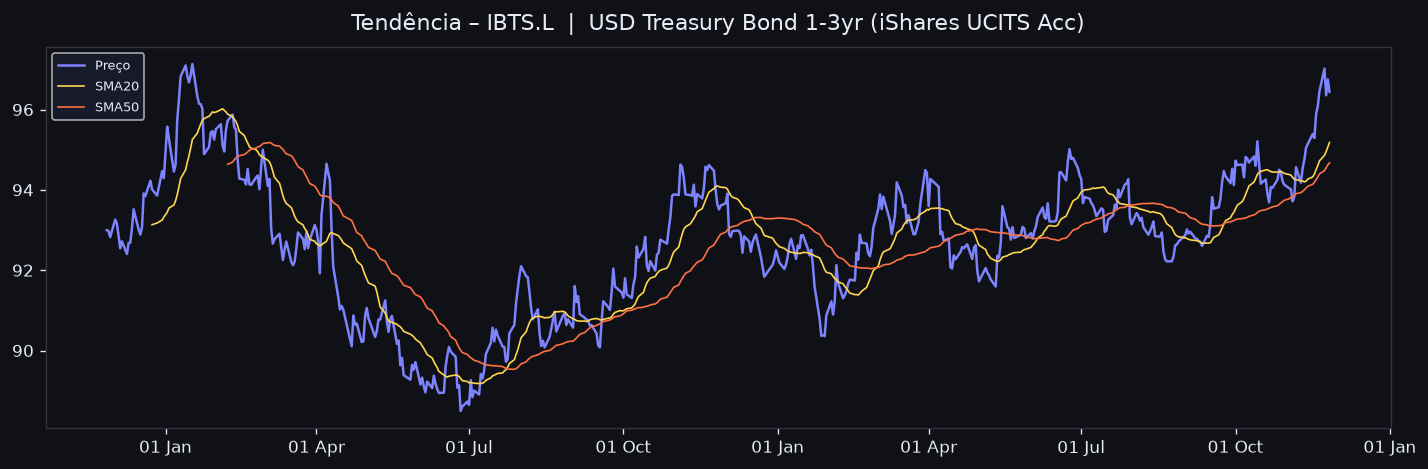 Tendência – IBTS.L | USD Treasury Bond 1-3yr (iShares UCITS Acc)
Preço
SMA20
SMA50
96
94
92
90
01 Jan
01 Apr
01 Jul
01 Oct
01 Jan
01 Apr
01 Jul
01 Oct
01 Jan